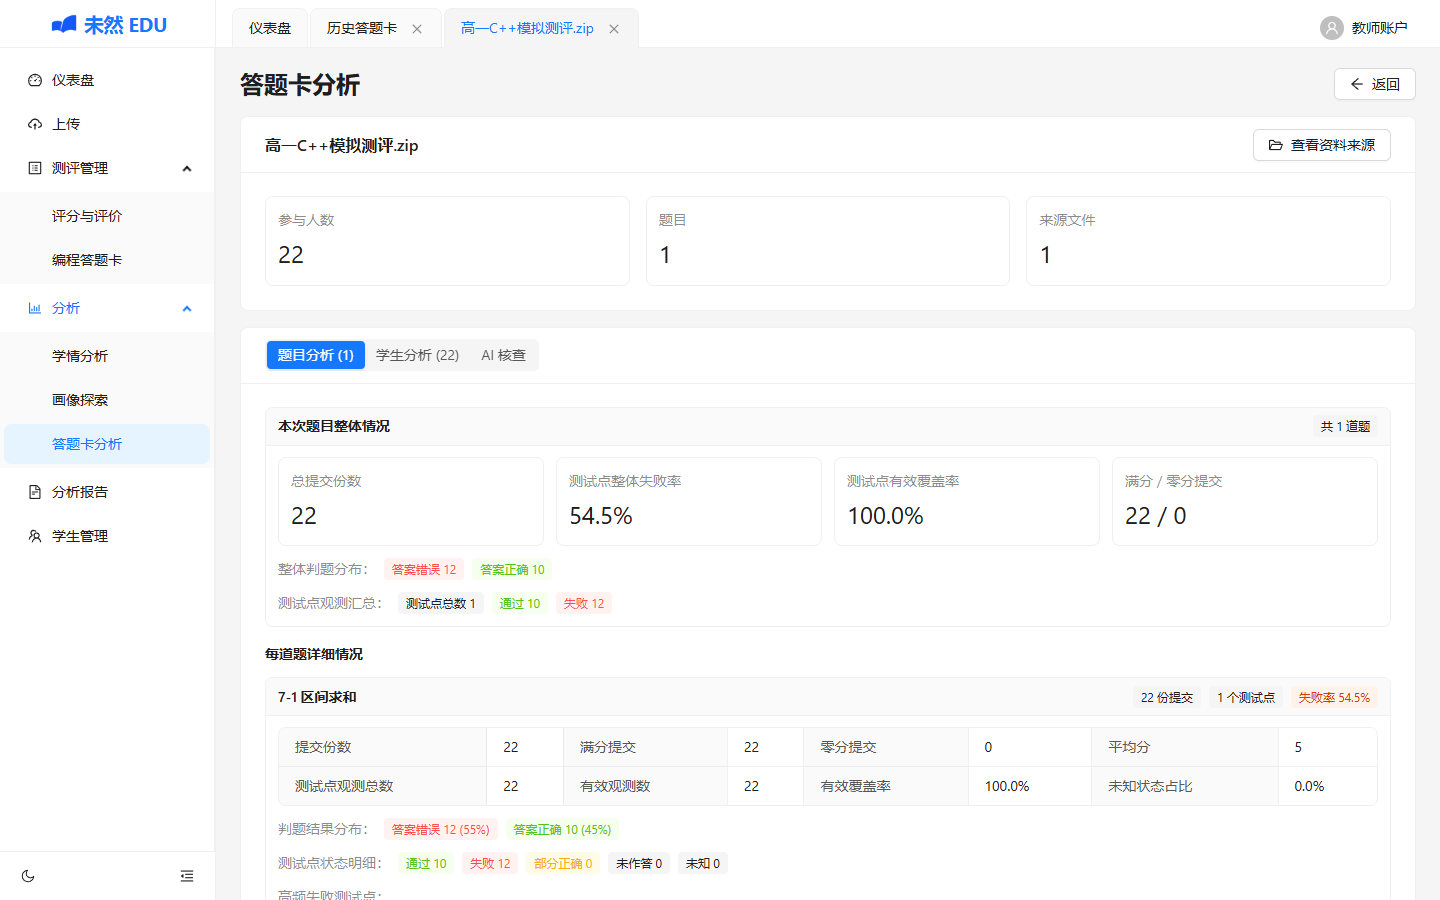 未然 EDU
仪表盘
历史答题卡
高一C++模拟测评.zip
教师账户
仪表盘
上传
测评管理
评分与评价
编程答题卡
分析
学情分析
画像探索
答题卡分析
分析报告
学生管理
答题卡分析
返回
高一C++模拟测评.zip
查看资料来源
参与人数
22
题目
1
来源文件
1
题目分析 (1)
学生分析 (22)
AI 核查
本次题目整体情况
共 1 道题
总提交份数
22
测试点整体失败率
54.5%
测试点有效覆盖率
100.0%
满分 / 零分提交
22 / 0
整体判题分布： 答案错误 12 答案正确 10
测试点观测汇总： 测试点总数 1 通过 10 失败 12
每道题详细情况
7-1 区间求和
22 份提交
1 个测试点
失败率 54.5%
提交份数 22 满分提交 22 零分提交 0 平均分 5
测试点观测总数 22 有效观测数 22 有效覆盖率 100.0% 未知状态占比 0.0%
判题结果分布： 答案错误 12 (55%) 答案正确 10 (45%)
测试点状态明细： 通过 10 失败 12 部分正确 0 未作答 0 未知 0
高频失败测试点：